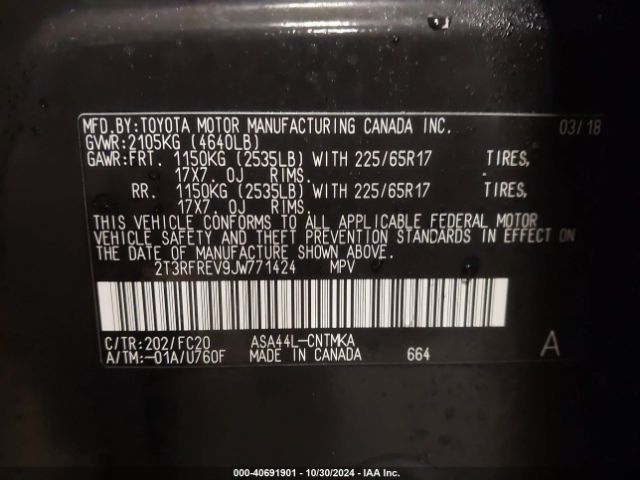 MFD.BY:TOYOTA MOTOR MANUFACTURING CANADA INC. 03/18
GVWR:2105KG (4640LB)
GAWR:FRT. 1150KG (2535LB) WITH 225/65R17 TIRES,
17X7. 0J RIMS.
RR. 1150KG (2535LB) WITH 225/65R17 TIRES,
17X7. 0J RIMS.
THIS VEHICLE CONFORMS TO ALL APPLICABLE FEDERAL MOTOR
VEHICLE SAFETY AND THEFT PREVENTION STANDARDS IN EFFECT ON
THE DATE OF MANUFACTURE SHOWN ABOVE.
2T3RFREV9JW771424 MPV
C/TR:202/FC20 ASA44L-CNTMKA
A/TM:-01A/U760F MADE IN CANADA 664 A
000-40691901 - 10/30/2024 - IAA Inc.